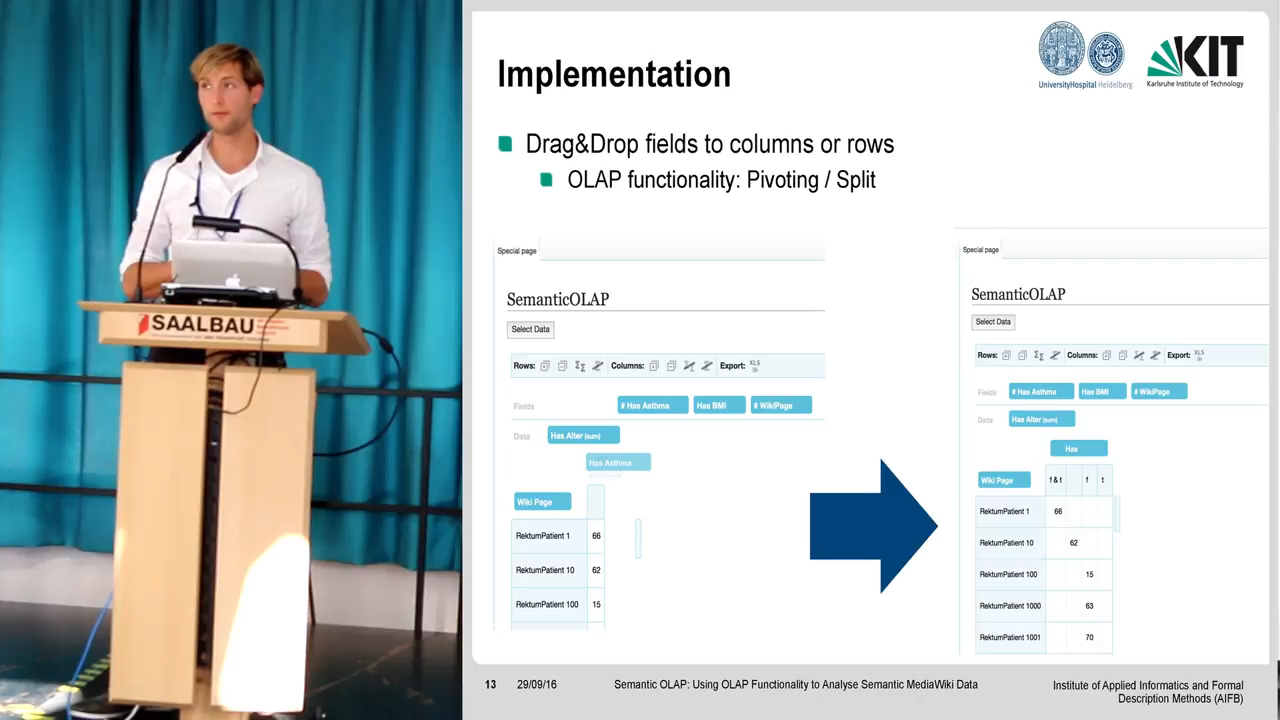 SAALBAU
Implementation
UniversityHospital Heidelberg
KIT
Karlsruhe Institute of Technology
Drag&Drop fields to columns or rows
OLAP functionality: Pivoting / Split
Special page
SemanticOLAP
Select Data
Rows: Columns: Export: XLS
Fields # Has Asthma Has BMI # WikiPage
Data Has Alter (sum)
Has Asthma
Wiki Page
RektumPatient 1 66
RektumPatient 10 62
RektumPatient 100 15
Special page
SemanticOLAP
Select Data
Rows: Columns: Export: XLS
Fields # Has Asthma Has BMI # WikiPage
Data Has Alter (sum)
Has
Wiki Page f & t f t
RektumPatient 1 66
RektumPatient 10 62
RektumPatient 100 15
RektumPatient 1000 63
RektumPatient 1001 70
13 29/09/16 Semantic OLAP: Using OLAP Functionality to Analyse Semantic MediaWiki Data
Institute of Applied Informatics and Formal
Description Methods (AIFB)